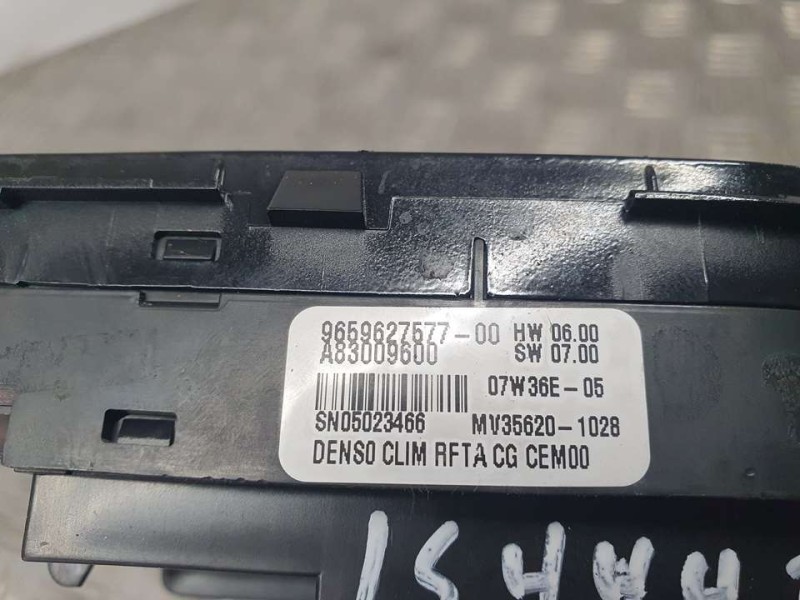 9659627577-00 HW 06.00
A83009600 SW 07.00
07W36E-05
SN05023466 MV35620-1028
DENSO CLIM RFTA CG CEM00